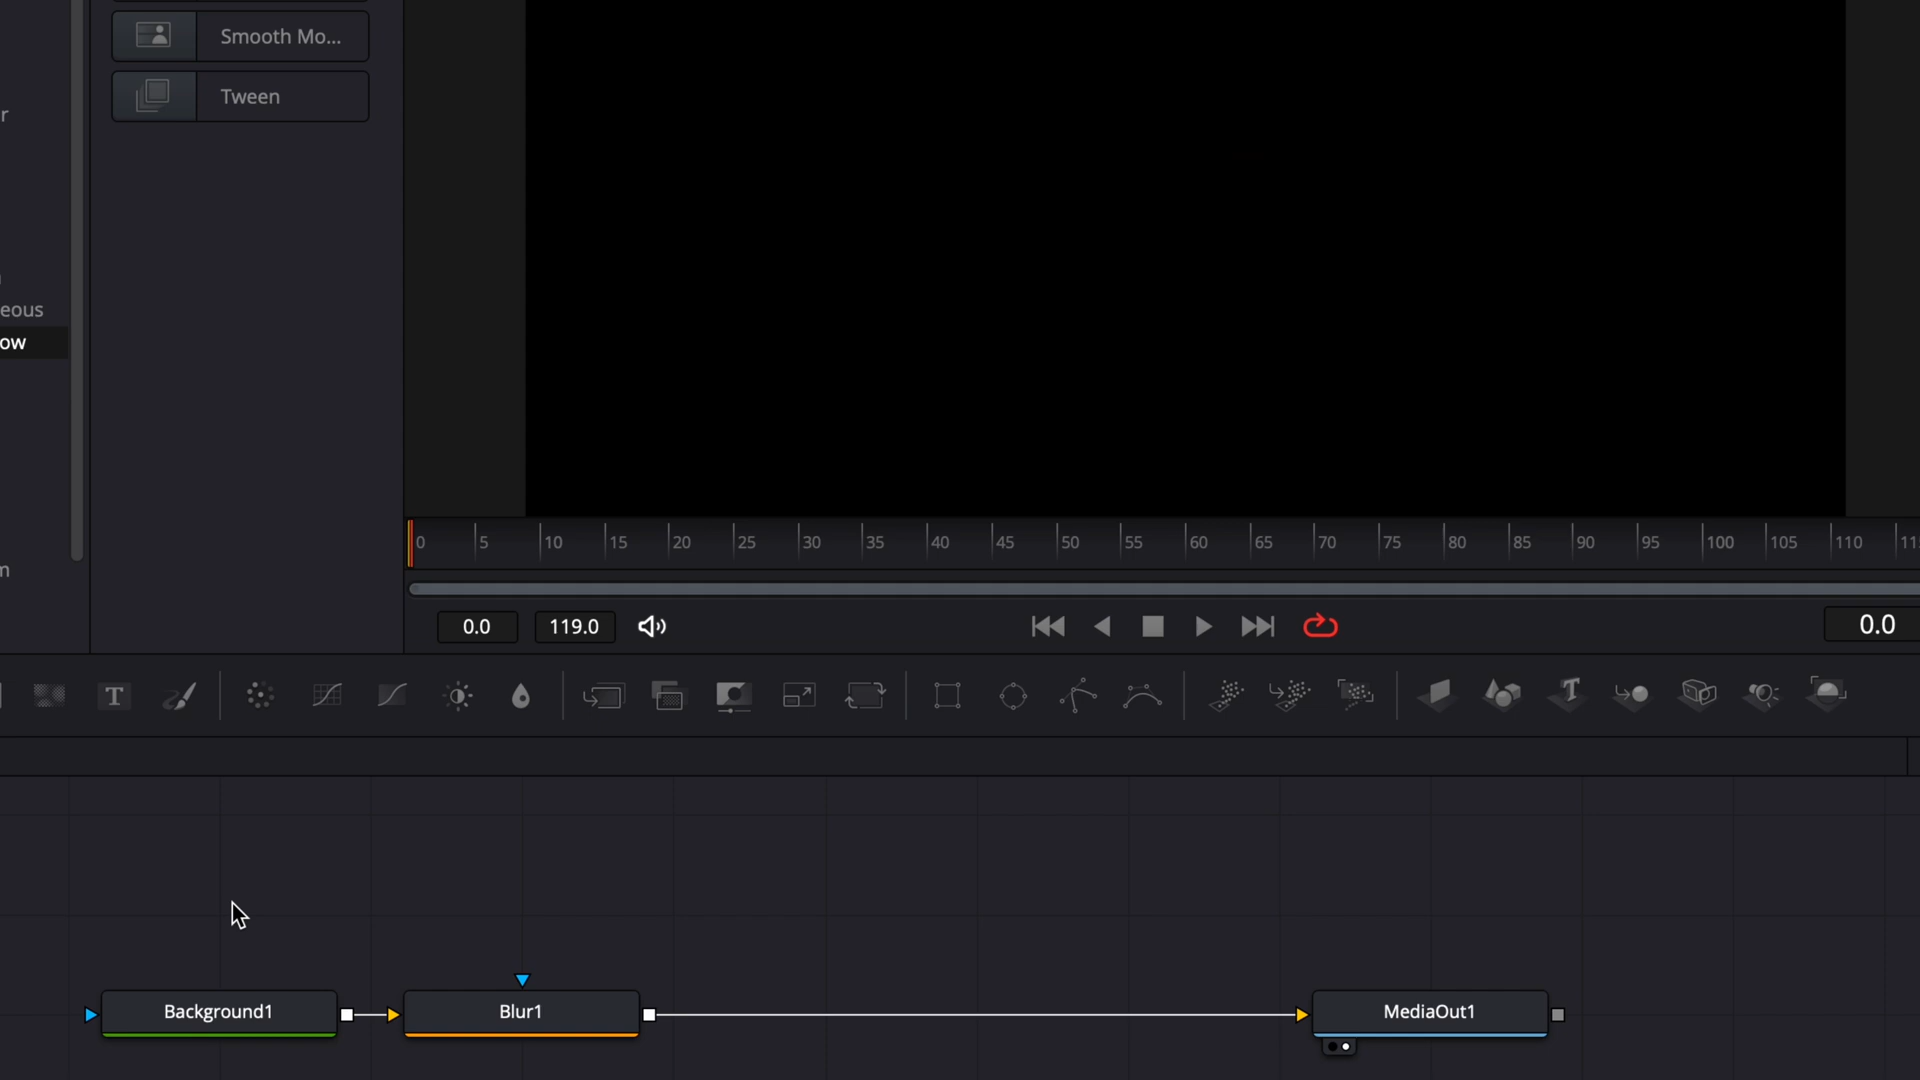 Smooth Mo...
Tween
r
eous
ow
m
0 5 10 15 20 25 30 35 40 45 50 55 60 65 70 75 80 85 90 95 100 105 110 11
0.0 119.0 0.0
T
Background1 Blur1 MediaOut1